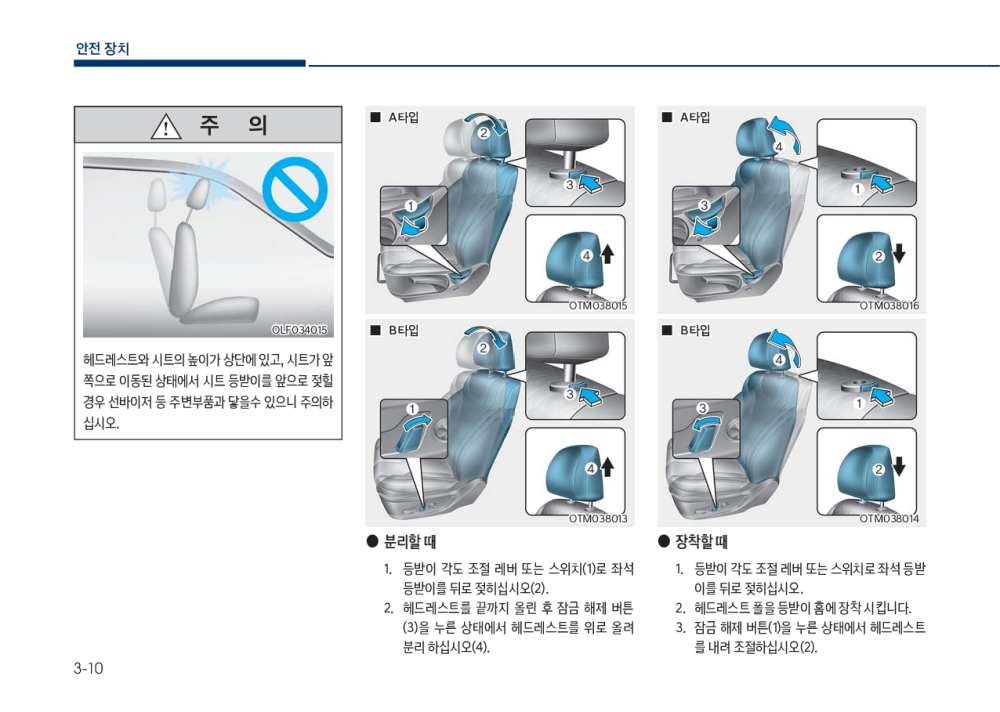 안전 장치
주 의
OLF034015
헤드레스트와 시트의 높이가 상단에 있고, 시트가 앞
쪽으로 이동된 상태에서 시트 등받이를 앞으로 젖힐
경우 선바이저 등 주변부품과 닿을수 있으니 주의하
십시오.
■ A타입
2
3
1
4
OTM038015
■ B타입
2
3
1
4
OTM038013
● 분리할 때
1. 등받이 각도 조절 레버 또는 스위치(1)로 좌석
등받이를 뒤로 젖히십시오(2).
2. 헤드레스트를 끝까지 올린 후 잠금 해제 버튼
(3)을 누른 상태에서 헤드레스트를 위로 올려
분리 하십시오(4).
■ A타입
4
1
3
2
OTM038016
■ B타입
4
1
3
2
OTM038014
● 장착할 때
1. 등받이 각도 조절 레버 또는 스위치로 좌석 등받
이를 뒤로 젖히십시오.
2. 헤드레스트 폴을 등받이 홈에 장착 시킵니다.
3. 잠금 해제 버튼(1)을 누른 상태에서 헤드레스트
를 내려 조절하십시오(2).
3-10